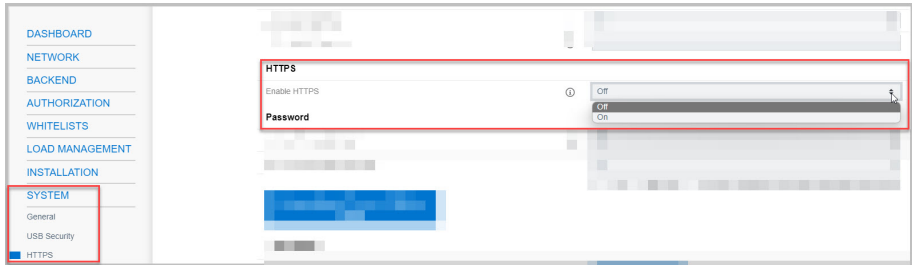 DASHBOARD
NETWORK
BACKEND
AUTHORIZATION
WHITELISTS
LOAD MANAGEMENT
INSTALLATION
SYSTEM
General
USB Security
HTTPS
HTTPS
Enable HTTPS
Off
Off
On
Password